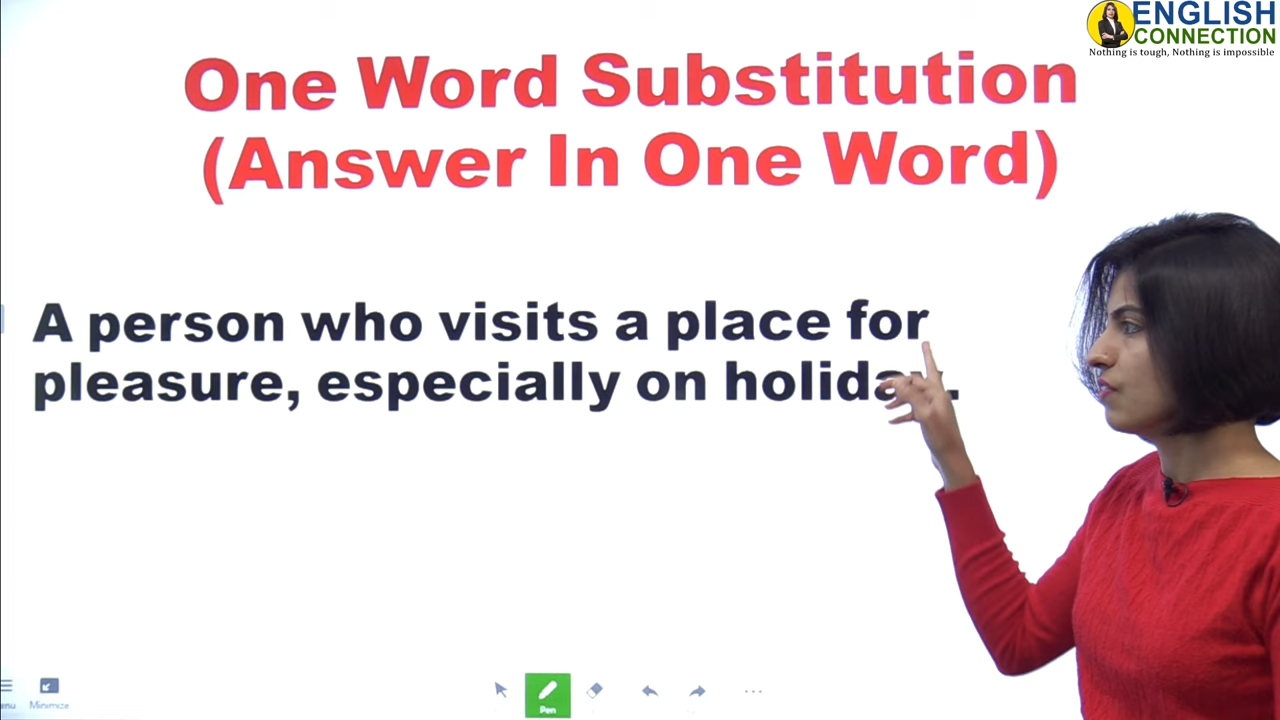 ENGLISH
CONNECTION
Nothing is tough, Nothing is impossible
One Word Substitution
(Answer In One Word)
A person who visits a place for
pleasure, especially on holiday.
Minimize
Pen